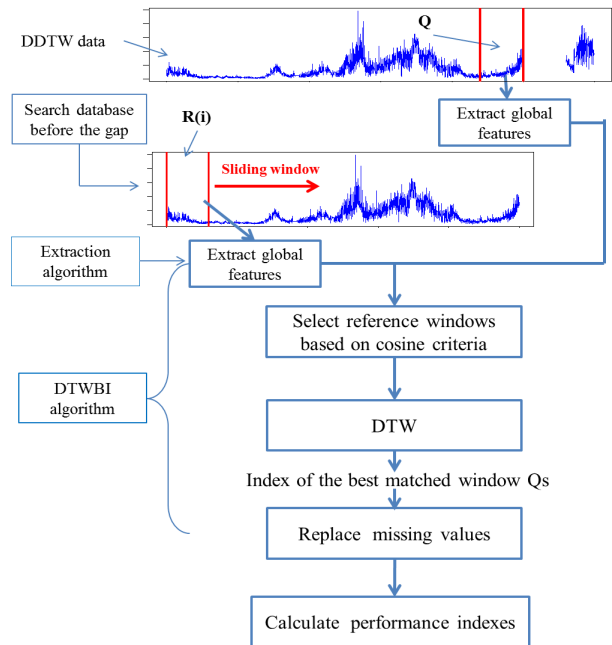 DDTW data
Q
Search database
before the gap
R(i)
Extract global
features
Sliding window
Extraction
algorithm
Extract global
features
Select reference windows
based on cosine criteria
DTWBI
algorithm
DTW
Index of the best matched window Qs
Replace missing values
Calculate performance indexes